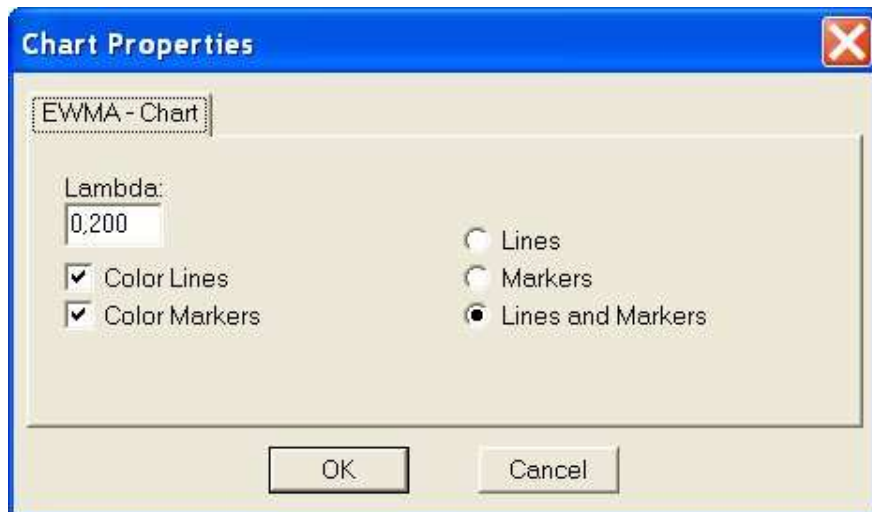 Chart Properties
EWMA - Chart
Lambda:
0,200
Color Lines
Color Markers
Lines
Markers
Lines and Markers
OK
Cancel